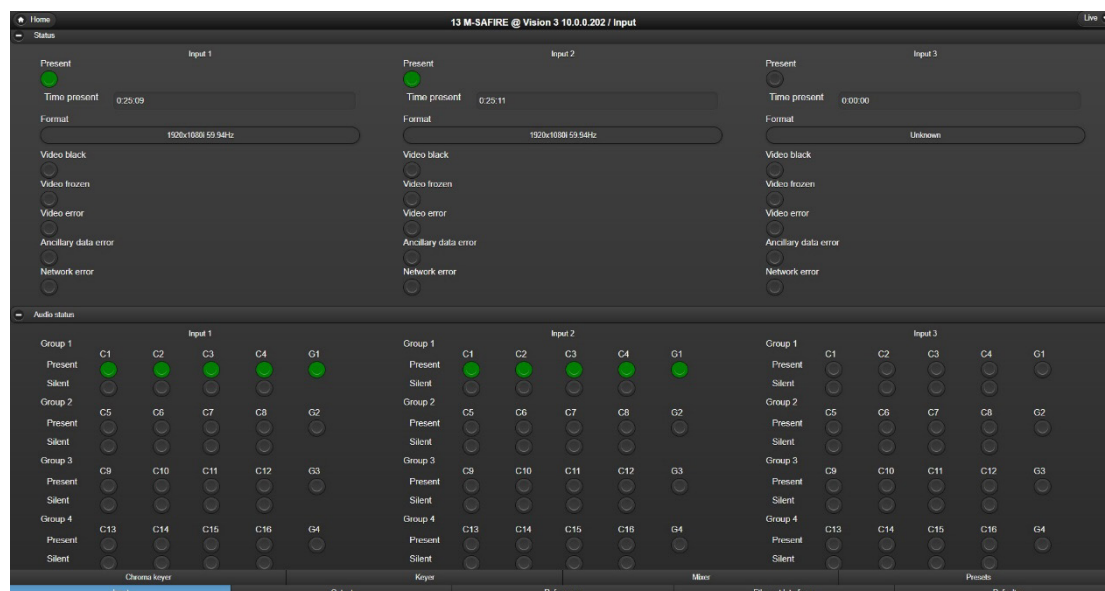 Home 13 M-SAFIRE @ Vision 3 10.0.0.202 / Input Live
Status
Input 1 Input 2 Input 3
Present Present Present
Time present 0:25:09 Time present 0:25:11 Time present 0:00:00
Format Format Format
1920x1080i 59.94Hz 1920x1080i 59.94Hz Unknown
Video black Video black Video black
Video frozen Video frozen Video frozen
Video error Video error Video error
Ancillary data error Ancillary data error Ancillary data error
Network error Network error Network error
Audio status
Input 1 Input 2 Input 3
Group 1 Group 1 Group 1
C1 C2 C3 C4 G1 C1 C2 C3 C4 G1 C1 C2 C3 C4 G1
Present Present Present
Silent Silent Silent
Group 2 Group 2 Group 2
C5 C6 C7 C8 G2 C5 C6 C7 C8 G2 C5 C6 C7 C8 G2
Present Present Present
Silent Silent Silent
Group 3 Group 3 Group 3
C9 C10 C11 C12 G3 C9 C10 C11 C12 G3 C9 C10 C11 C12 G3
Present Present Present
Silent Silent Silent
Group 4 Group 4 Group 4
C13 C14 C15 C16 G4 C13 C14 C15 C16 G4 C13 C14 C15 C16 G4
Present Present Present
Silent Silent Silent
Chroma keyer Keyer Mixer Presets